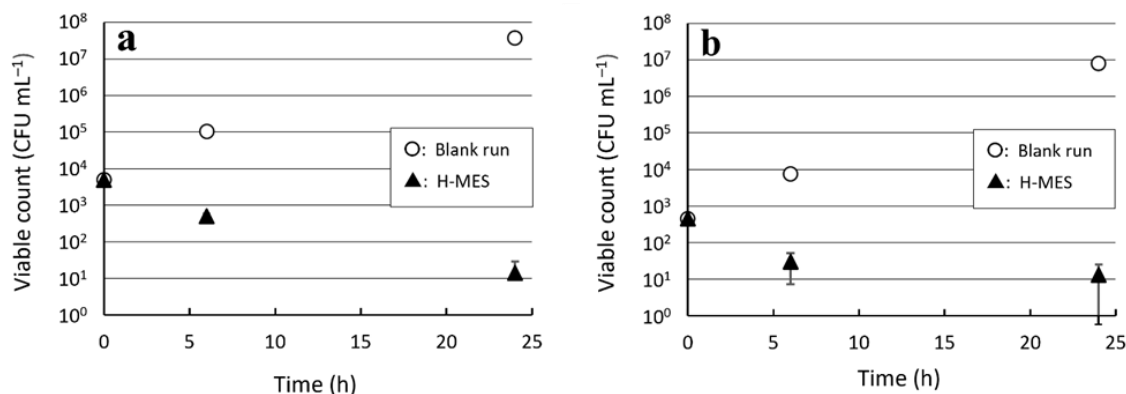 a
Viable count (CFU mL⁻¹)
10⁸
10⁷
10⁶
10⁵
10⁴
10³
10²
10¹
10⁰
0 5 10 15 20 25
Time (h)
○: Blank run
▲: H-MES
b
Viable count (CFU mL⁻¹)
10⁸
10⁷
10⁶
10⁵
10⁴
10³
10²
10¹
10⁰
0 5 10 15 20 25
Time (h)
○: Blank run
▲: H-MES